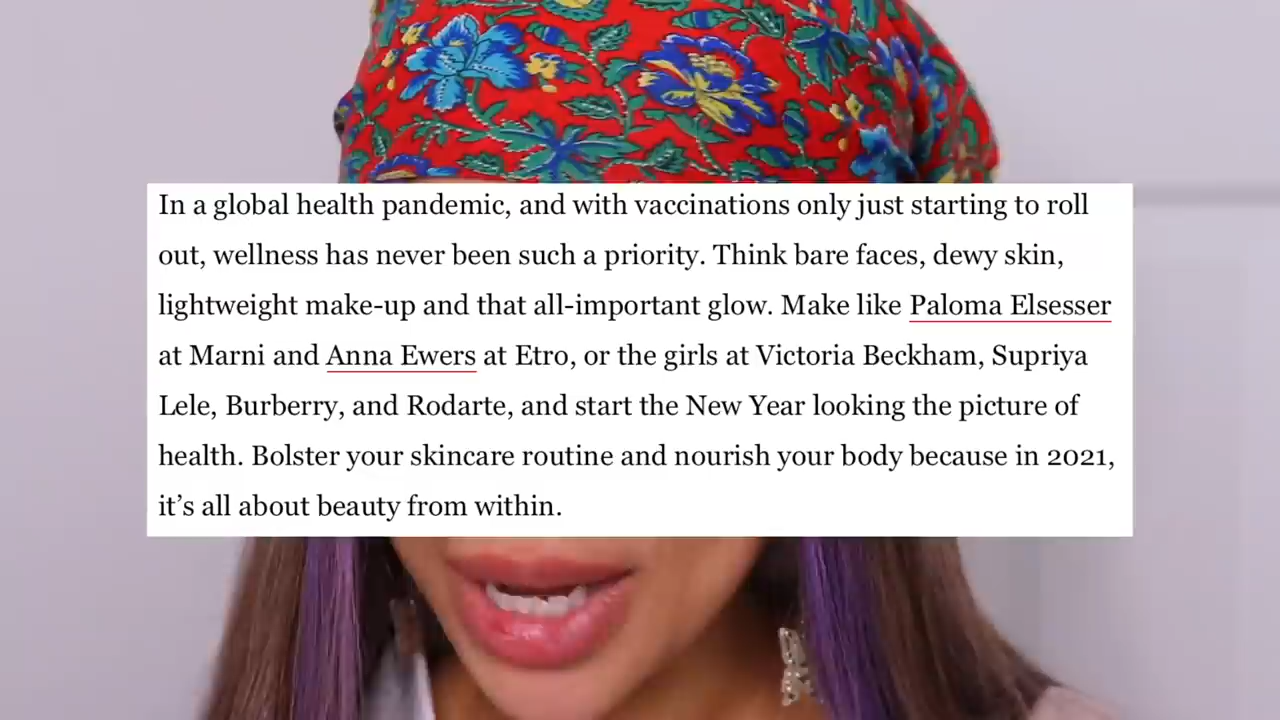 In a global health pandemic, and with vaccinations only just starting to roll
out, wellness has never been such a priority. Think bare faces, dewy skin,
lightweight make-up and that all-important glow. Make like Paloma Elsesser
at Marni and Anna Ewers at Etro, or the girls at Victoria Beckham, Supriya
Lele, Burberry, and Rodarte, and start the New Year looking the picture of
health. Bolster your skincare routine and nourish your body because in 2021,
it’s all about beauty from within.